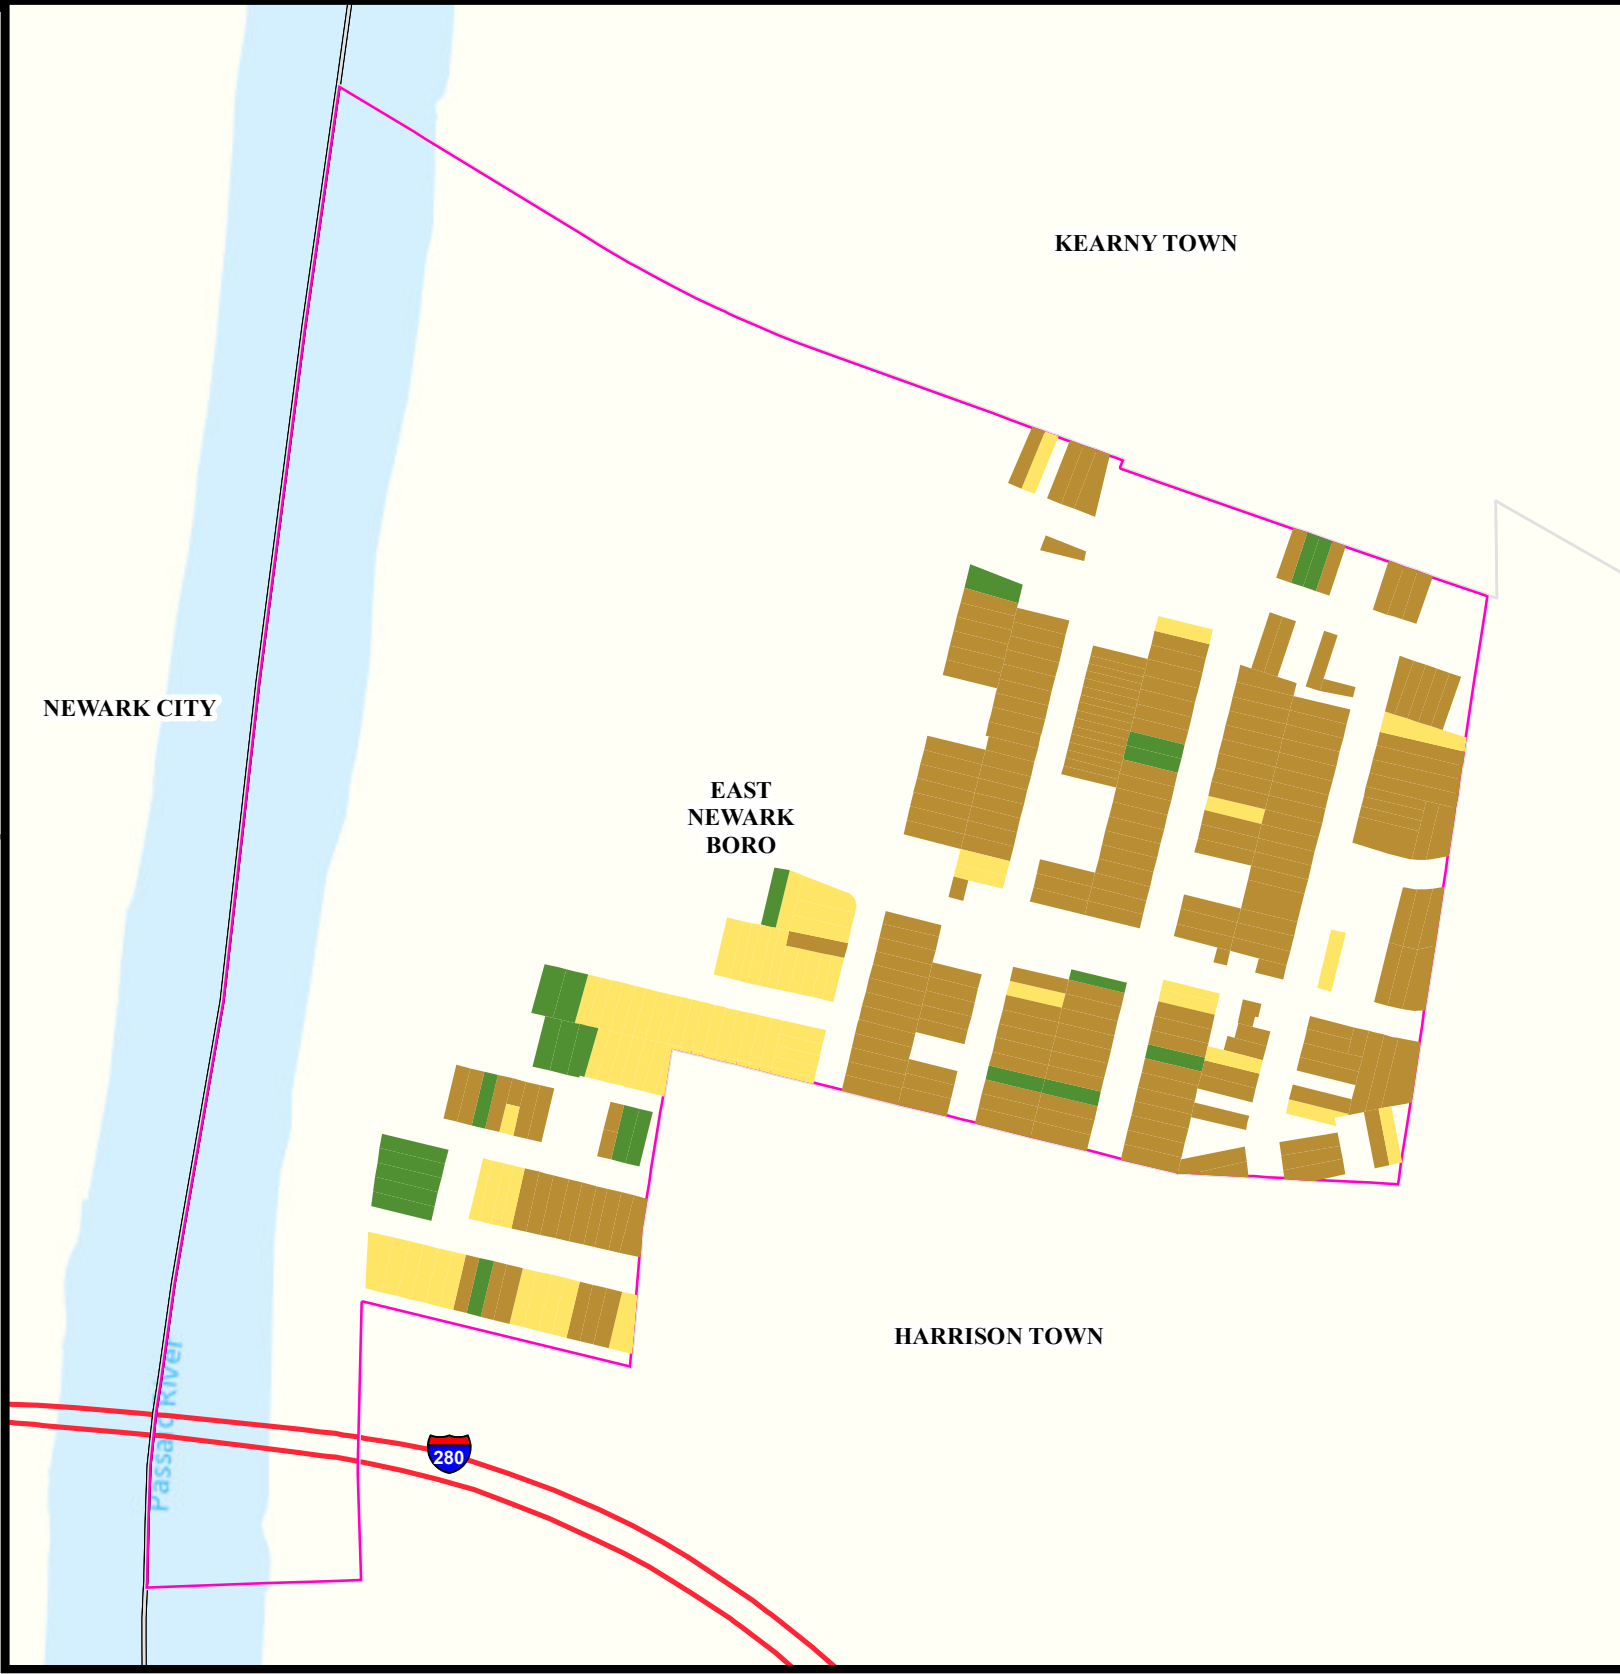 KEARNY TOWN
NEWARK CITY
EAST
NEWARK
BORO
HARRISON TOWN
Passaic River
280